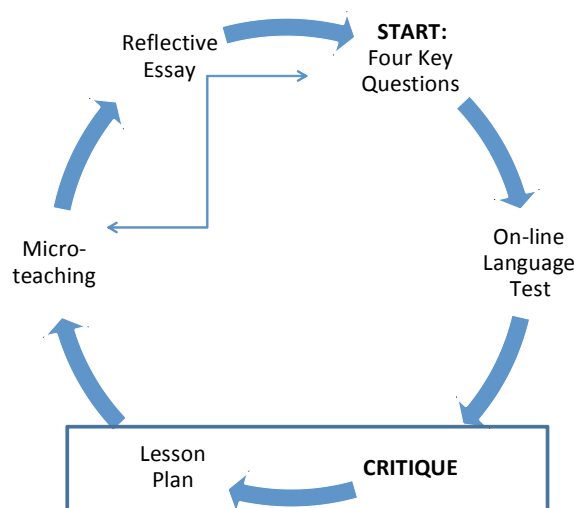 START:
Four Key
Questions
On-line
Language
Test
CRITIQUE
Lesson
Plan
Micro-
teaching
Reflective
Essay